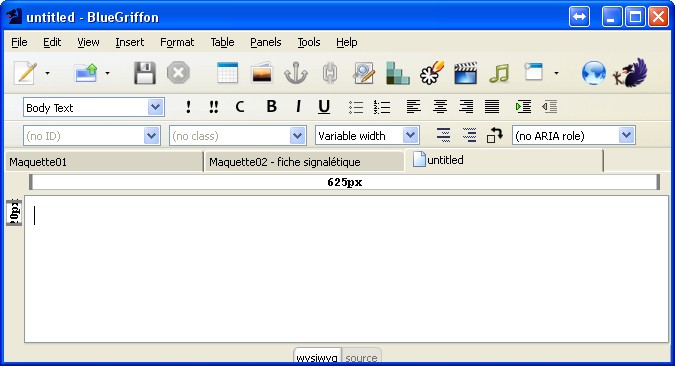 untitled - BlueGriffon
File Edit View Insert Format Table Panels Tools Help
Body Text ! !! C B I U
(no ID) (no class) Variable width (no ARIA role)
Maquette01 Maquette02 - fiche signalétique untitled
625px
20px
wysiwyg source